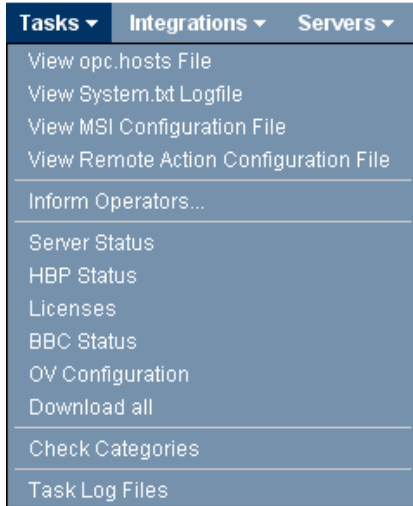 Tasks ▾ Integrations ▾ Servers ▾
View opc.hosts File
View System.txt Logfile
View MSI Configuration File
View Remote Action Configuration File
Inform Operators...
Server Status
HBP Status
Licenses
BBC Status
OV Configuration
Download all
Check Categories
Task Log Files